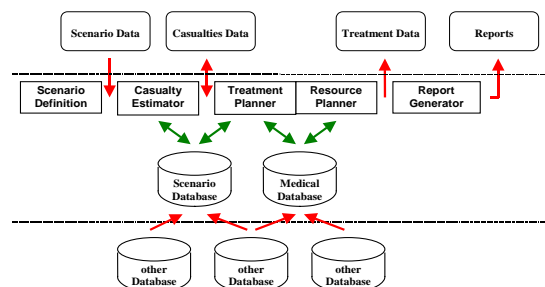 Scenario Data
Casualties Data
Treatment Data
Reports
Scenario
Definition
Casualty
Estimator
Treatment
Planner
Resource
Planner
Report
Generator
Scenario
Database
Medical
Database
other
Database
other
Database
other
Database